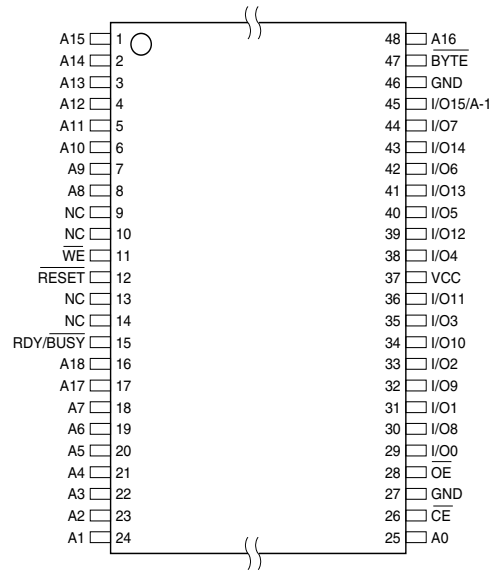 A15 1 48 A16
A14 2 47 BYTE
A13 3 46 GND
A12 4 45 I/O15/A-1
A11 5 44 I/O7
A10 6 43 I/O14
A9 7 42 I/O6
A8 8 41 I/O13
NC 9 40 I/O5
NC 10 39 I/O12
WE 11 38 I/O4
RESET 12 37 VCC
NC 13 36 I/O11
NC 14 35 I/O3
RDY/BUSY 15 34 I/O10
A18 16 33 I/O2
A17 17 32 I/O9
A7 18 31 I/O1
A6 19 30 I/O8
A5 20 29 I/O0
A4 21 28 OE
A3 22 27 GND
A2 23 26 CE
A1 24 25 A0